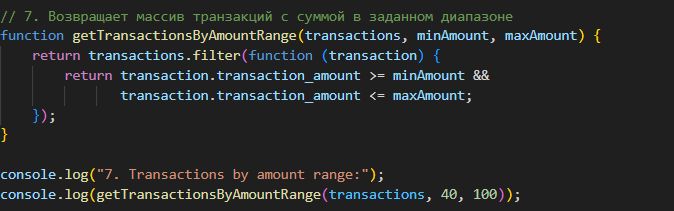 // 7. Возвращает массив транзакций с суммой в заданном диапазоне
function getTransactionsByAmountRange(transactions, minAmount, maxAmount) {
    return transactions.filter(function (transaction) {
        return transaction.transaction_amount >= minAmount &&
               transaction.transaction_amount <= maxAmount;
    });
}

console.log("7. Transactions by amount range:");
console.log(getTransactionsByAmountRange(transactions, 40, 100));